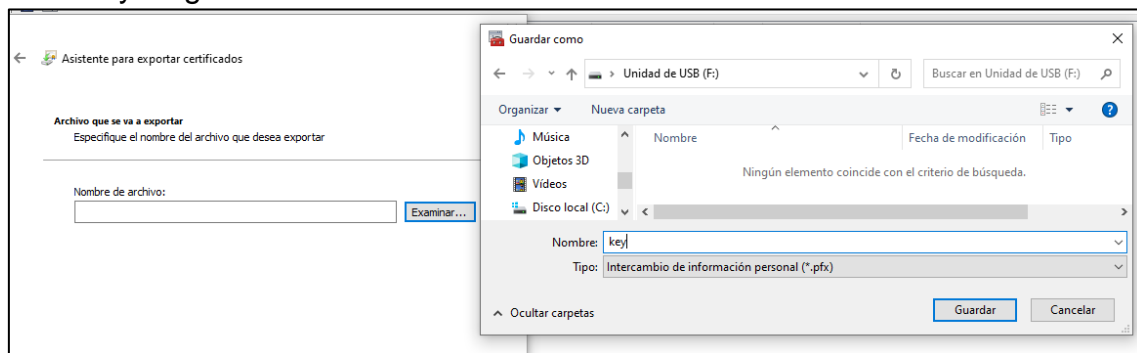 Asistente para exportar certificados
Archivo que se va a exportar
Especifique el nombre del archivo que desea exportar
Nombre de archivo:
Examinar...
Guardar como
Unidad de USB (F:)
Buscar en Unidad de USB (F:)
Organizar
Nueva carpeta
Música
Objetos 3D
Vídeos
Disco local (C:)
Nombre
Fecha de modificación
Tipo
Ningún elemento coincide con el criterio de búsqueda.
Nombre: key
Tipo: Intercambio de información personal (*.pfx)
Ocultar carpetas
Guardar
Cancelar